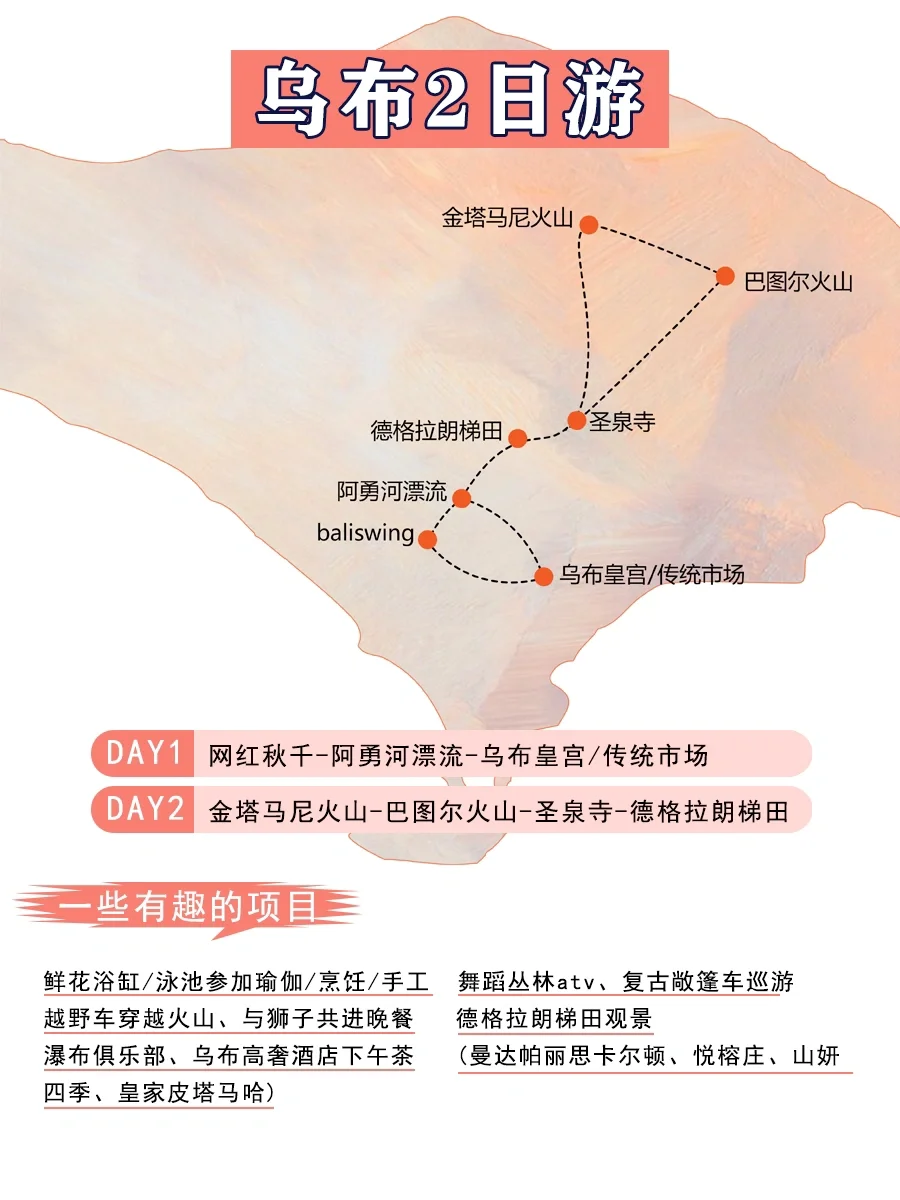 乌布2日游
金塔马尼火山
巴图尔火山
圣泉寺
德格拉朗梯田
阿勇河漂流
baliswing
乌布皇宫/传统市场
DAY1 网红秋千-阿勇河漂流-乌布皇宫/传统市场
DAY2 金塔马尼火山-巴图尔火山-圣泉寺-德格拉朗梯田
一些有趣的项目
鲜花浴缸/泳池参加瑜伽/烹饪/手工
越野车穿越火山、与狮子共进晚餐
瀑布俱乐部、乌布高奢酒店下午茶
四季、皇家皮塔马哈)
舞蹈丛林atv、复古敞篷车巡游
德格拉朗梯田观景
(曼达帕丽思卡尔顿、悦榕庄、山妍